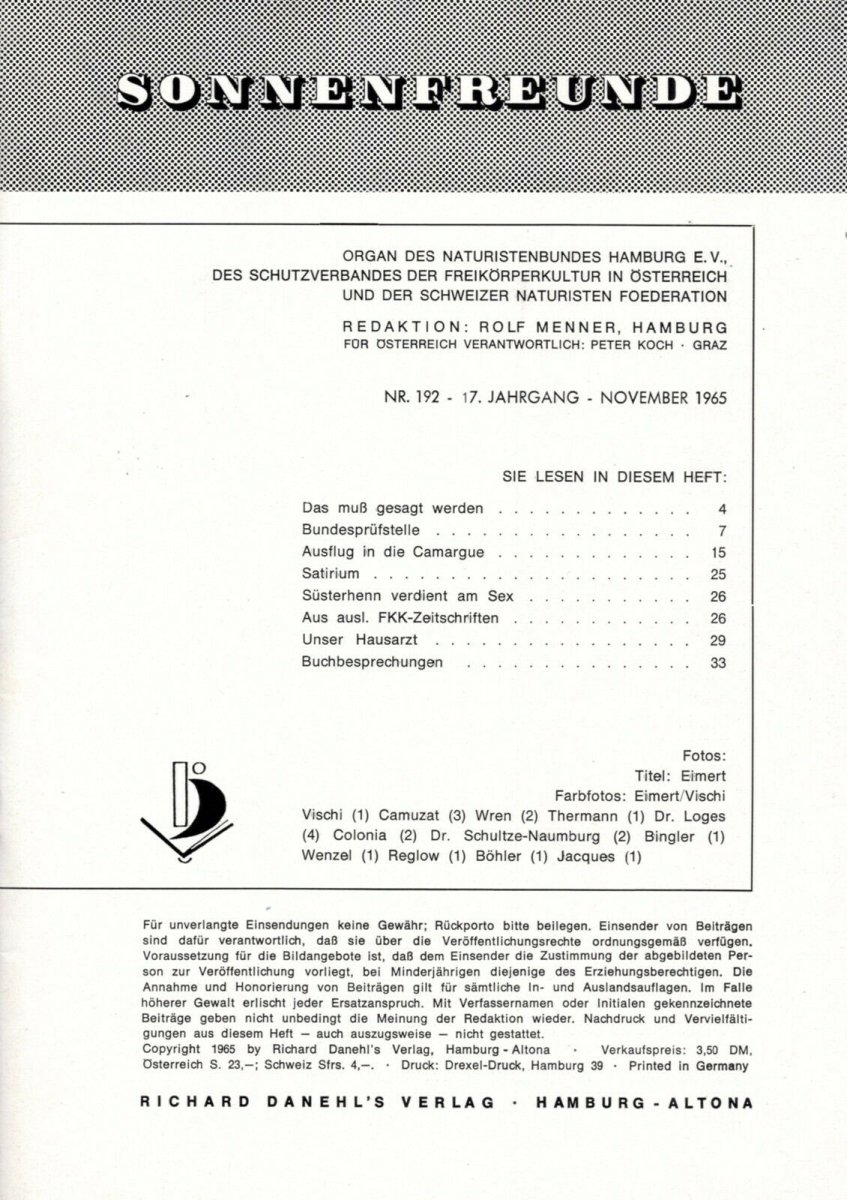 SONNENFREUNDE
ORGAN DES NATURISTENBUNDES HAMBURG E. V.,
DES SCHUTZVERBANDES DER FREIKÖRPERKULTUR IN ÖSTERREICH
UND DER SCHWEIZER NATURISTEN FOEDERATION
REDAKTION: ROLF MENNER, HAMBURG
FÜR ÖSTERREICH VERANTWORTLICH: PETER KOCH · GRAZ
NR. 192 - 17. JAHRGANG - NOVEMBER 1965
SIE LESEN IN DIESEM HEFT:
Das muß gesagt werden . . . . . . . . . . . . . 4
Bundesprüfstelle . . . . . . . . . . . . . . . . . 7
Ausflug in die Camargue . . . . . . . . . . . . . 15
Satirium . . . . . . . . . . . . . . . . . . . . . 25
Süsterhenn verdient am Sex . . . . . . . . . . . 26
Aus ausl. FKK-Zeitschriften . . . . . . . . . . . . 26
Unser Hausarzt . . . . . . . . . . . . . . . . . 29
Buchbesprechungen . . . . . . . . . . . . . . . 33
Fotos:
Titel: Eimert
Farbfotos: Eimert/Vischi
Vischi (1) Camuzat (3) Wren (2) Thermann (1) Dr. Loges
(4) Colonia (2) Dr. Schultze-Naumburg (2) Bingler (1)
Wenzel (1) Reglow (1) Böhler (1) Jacques (1)
Für unverlangte Einsendungen keine Gewähr; Rückporto bitte beilegen. Einsender von Beiträgen
sind dafür verantwortlich, daß sie über die Veröffentlichungsrechte ordnungsgemäß verfügen.
Voraussetzung für die Bildangebote ist, daß dem Einsender die Zustimmung der abgebildeten Per-
son zur Veröffentlichung vorliegt, bei Minderjährigen diejenige des Erziehungsberechtigen. Die
Annahme und Honorierung von Beiträgen gilt für sämtliche In- und Auslandsauflagen. Im Falle
höherer Gewalt erlischt jeder Ersatzanspruch. Mit Verfassernamen oder Initialen gekennzeichnete
Beiträge geben nicht unbedingt die Meinung der Redaktion wieder. Nachdruck und Vervielfälti-
gungen aus diesem Heft — auch auszugsweise — nicht gestattet.
Copyright 1965 by Richard Danehl's Verlag, Hamburg - Altona · Verkaufspreis: 3,50 DM,
Österreich S. 23,—; Schweiz Sfrs. 4,—. · Druck: Drexel-Druck, Hamburg 39 · Printed in Germany
RICHARD DANEHL'S VERLAG · HAMBURG - ALTONA